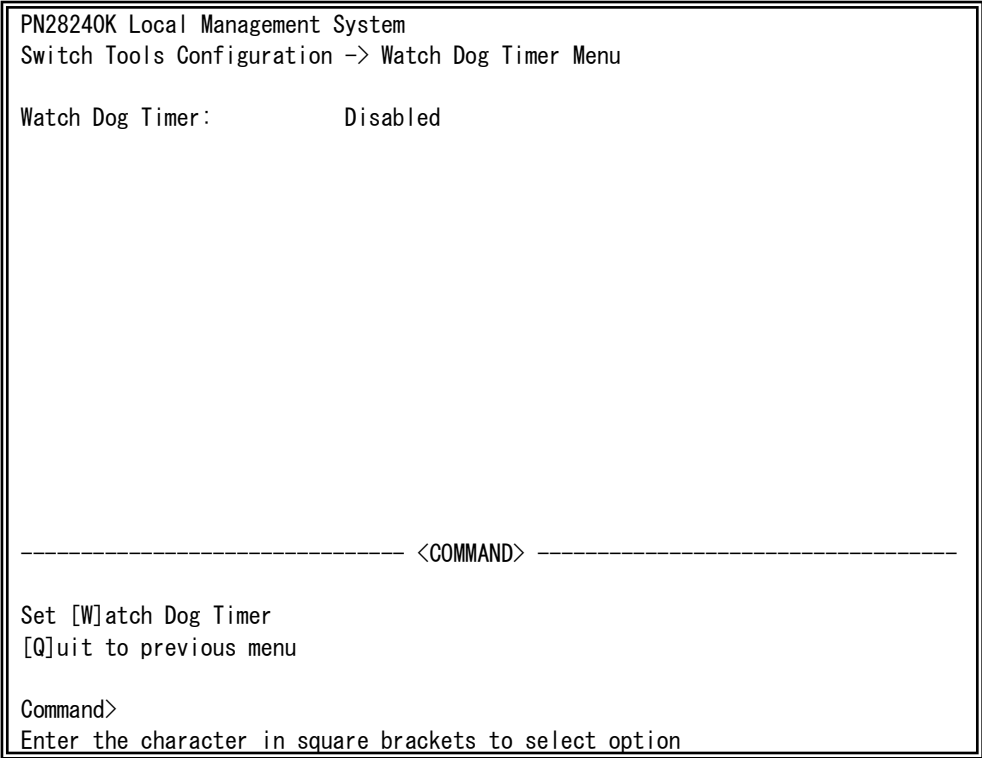 PN28240K Local Management System
Switch Tools Configuration -> Watch Dog Timer Menu
Watch Dog Timer: Disabled
-------------------------------- <COMMAND> -----------------------------------
Set [W]atch Dog Timer
[Q]uit to previous menu
Command>
Enter the character in square brackets to select option